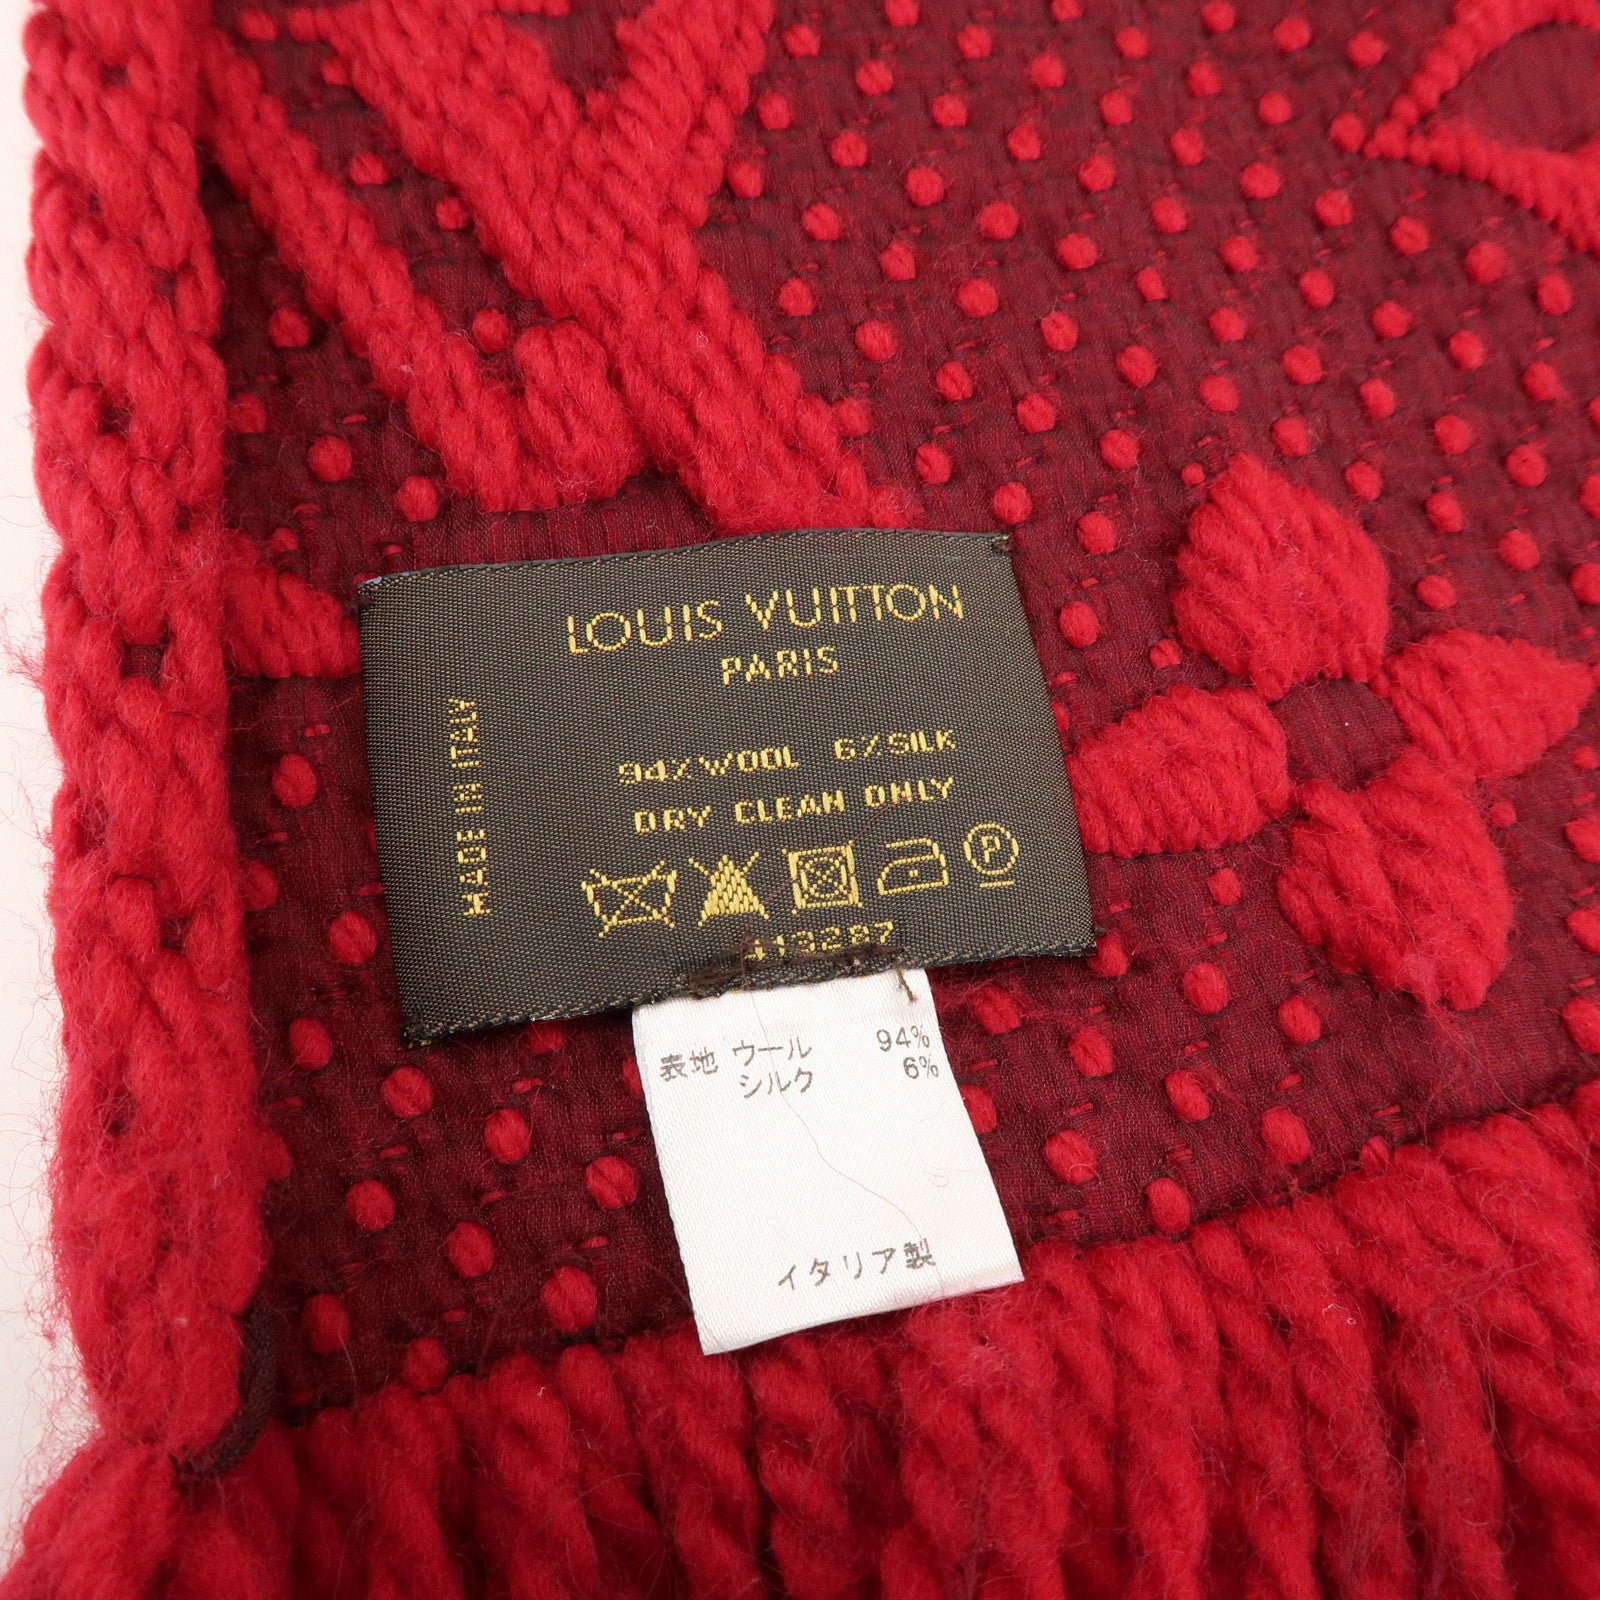 LOUIS VUITTON
PARIS
MADE IN ITALY
94% WOOL 6% SILK
DRY CLEAN ONLY
P
413287
表地 ウール 94%
シルク 6%
イタリア製